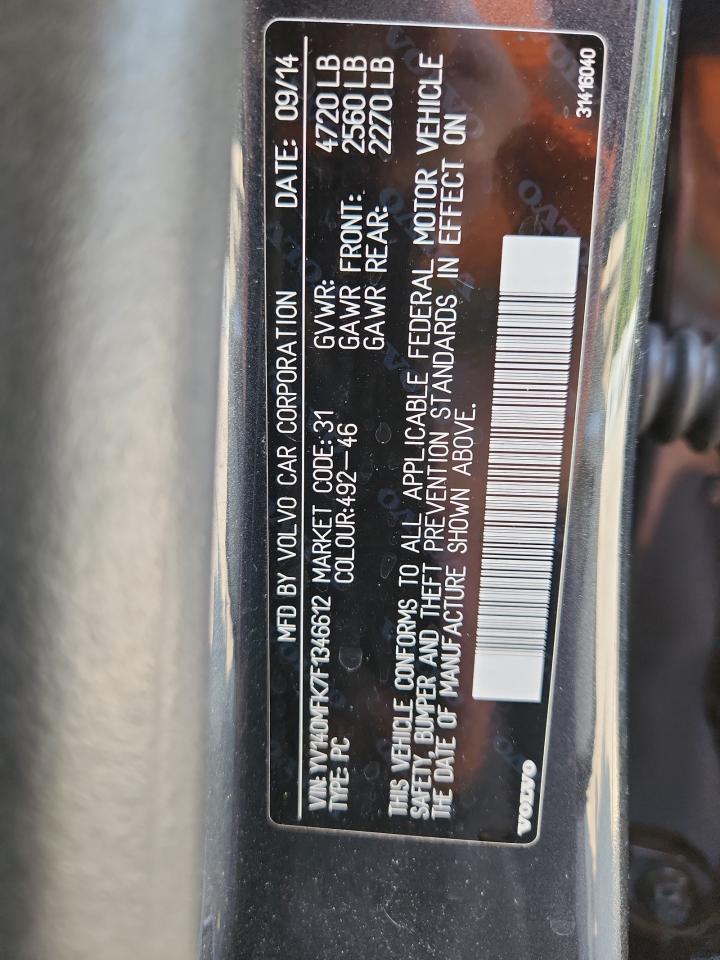 MFD BY VOLVO CAR CORPORATION DATE: 09/14
VIN: YV140MFK7F1346612 MARKET CODE: 31 GVWR: 4720 LB
TYPE: PC COLOUR:492—46 GAWR FRONT: 2560 LB
GAWR REAR: 2270 LB
THIS VEHICLE CONFORMS TO ALL APPLICABLE FEDERAL MOTOR VEHICLE
SAFETY, BUMPER AND THEFT PREVENTION STANDARDS IN EFFECT ON
THE DATE OF MANUFACTURE SHOWN ABOVE.
VOLVO 31416040